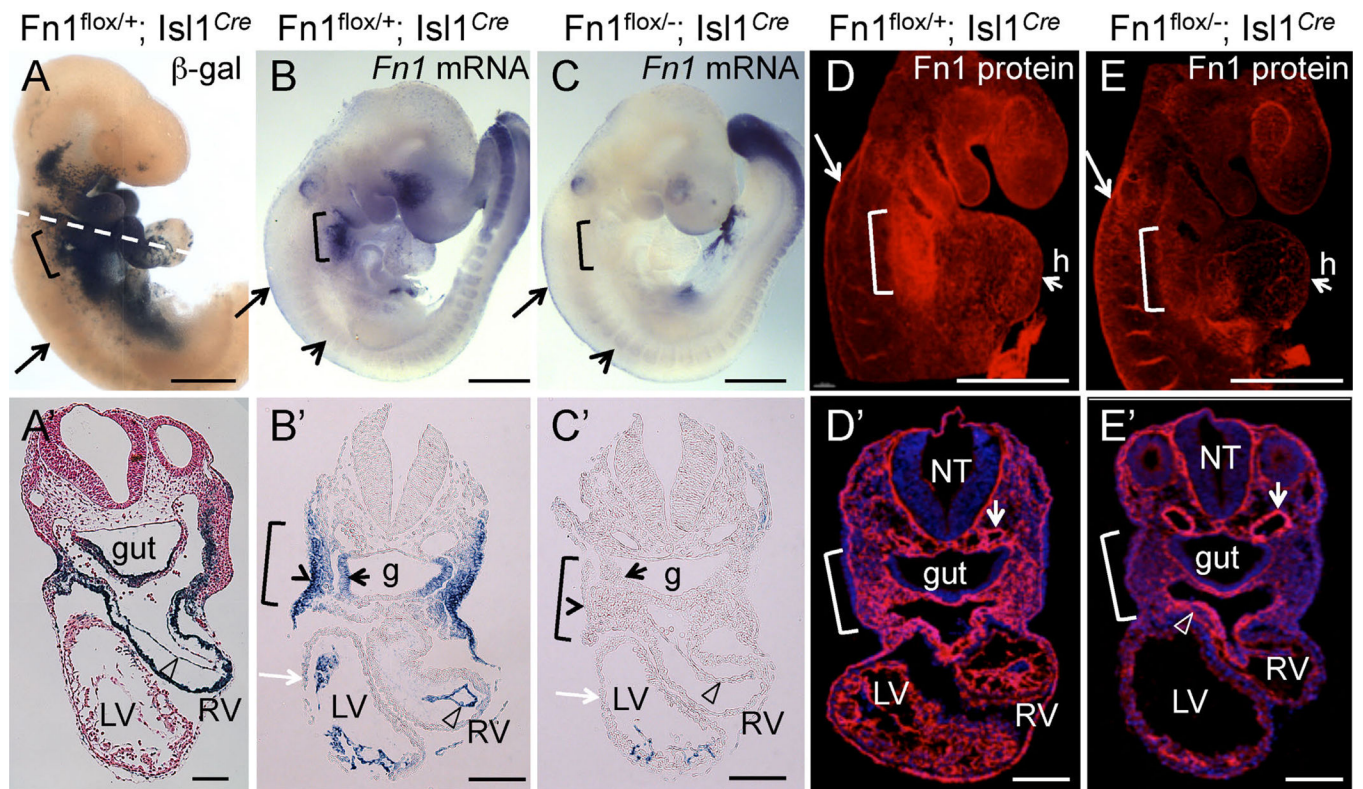 Fn1flox/+; Isl1Cre Fn1flox/+; Isl1Cre Fn1flox/-; Isl1Cre Fn1flox/+; Isl1Cre Fn1flox/-; Isl1Cre
A β-gal B Fn1 mRNA C Fn1 mRNA D Fn1 protein E Fn1 protein
h h
A' B' C' D' E'
NT NT
gut g g gut gut
LV RV LV RV LV RV LV RV LV RV